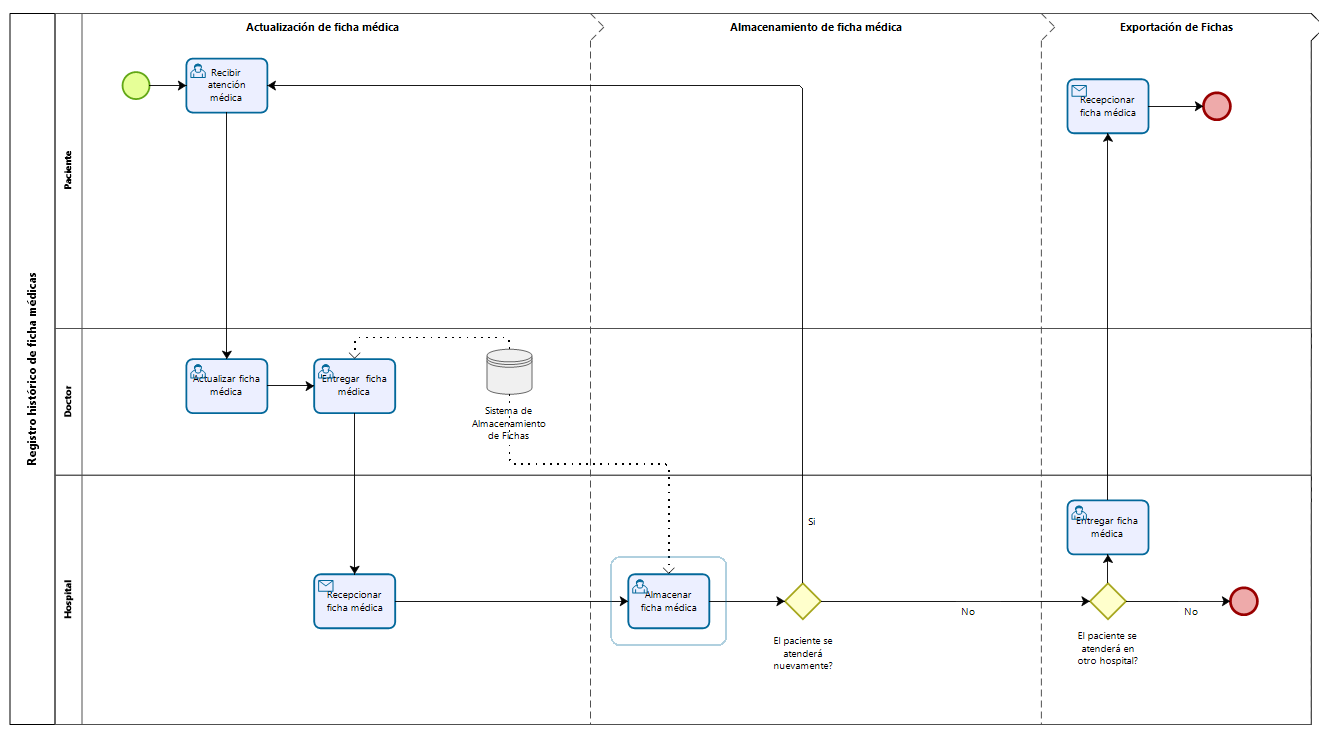 Actualización de ficha médica
Almacenamiento de ficha médica
Exportación de Fichas
Registro histórico de ficha médicas
Paciente
Recibir
atención
médica
Recepcionar
ficha médica
Doctor
Actualizar ficha
médica
Entregar ficha
médica
Sistema de
Almacenamiento
de Fichas
Hospital
Recepcionar
ficha médica
Almacenar
ficha médica
Si
El paciente se
atenderá
nuevamente?
No
Entregar ficha
médica
El paciente se
atenderá en
otro hospital?
No